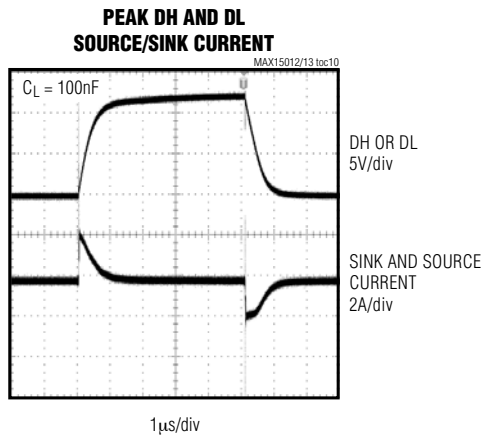 PEAK DH AND DL
SOURCE/SINK CURRENT
MAX15012/13 toc10
CL = 100nF
DH OR DL
5V/div
SINK AND SOURCE
CURRENT
2A/div
1μs/div